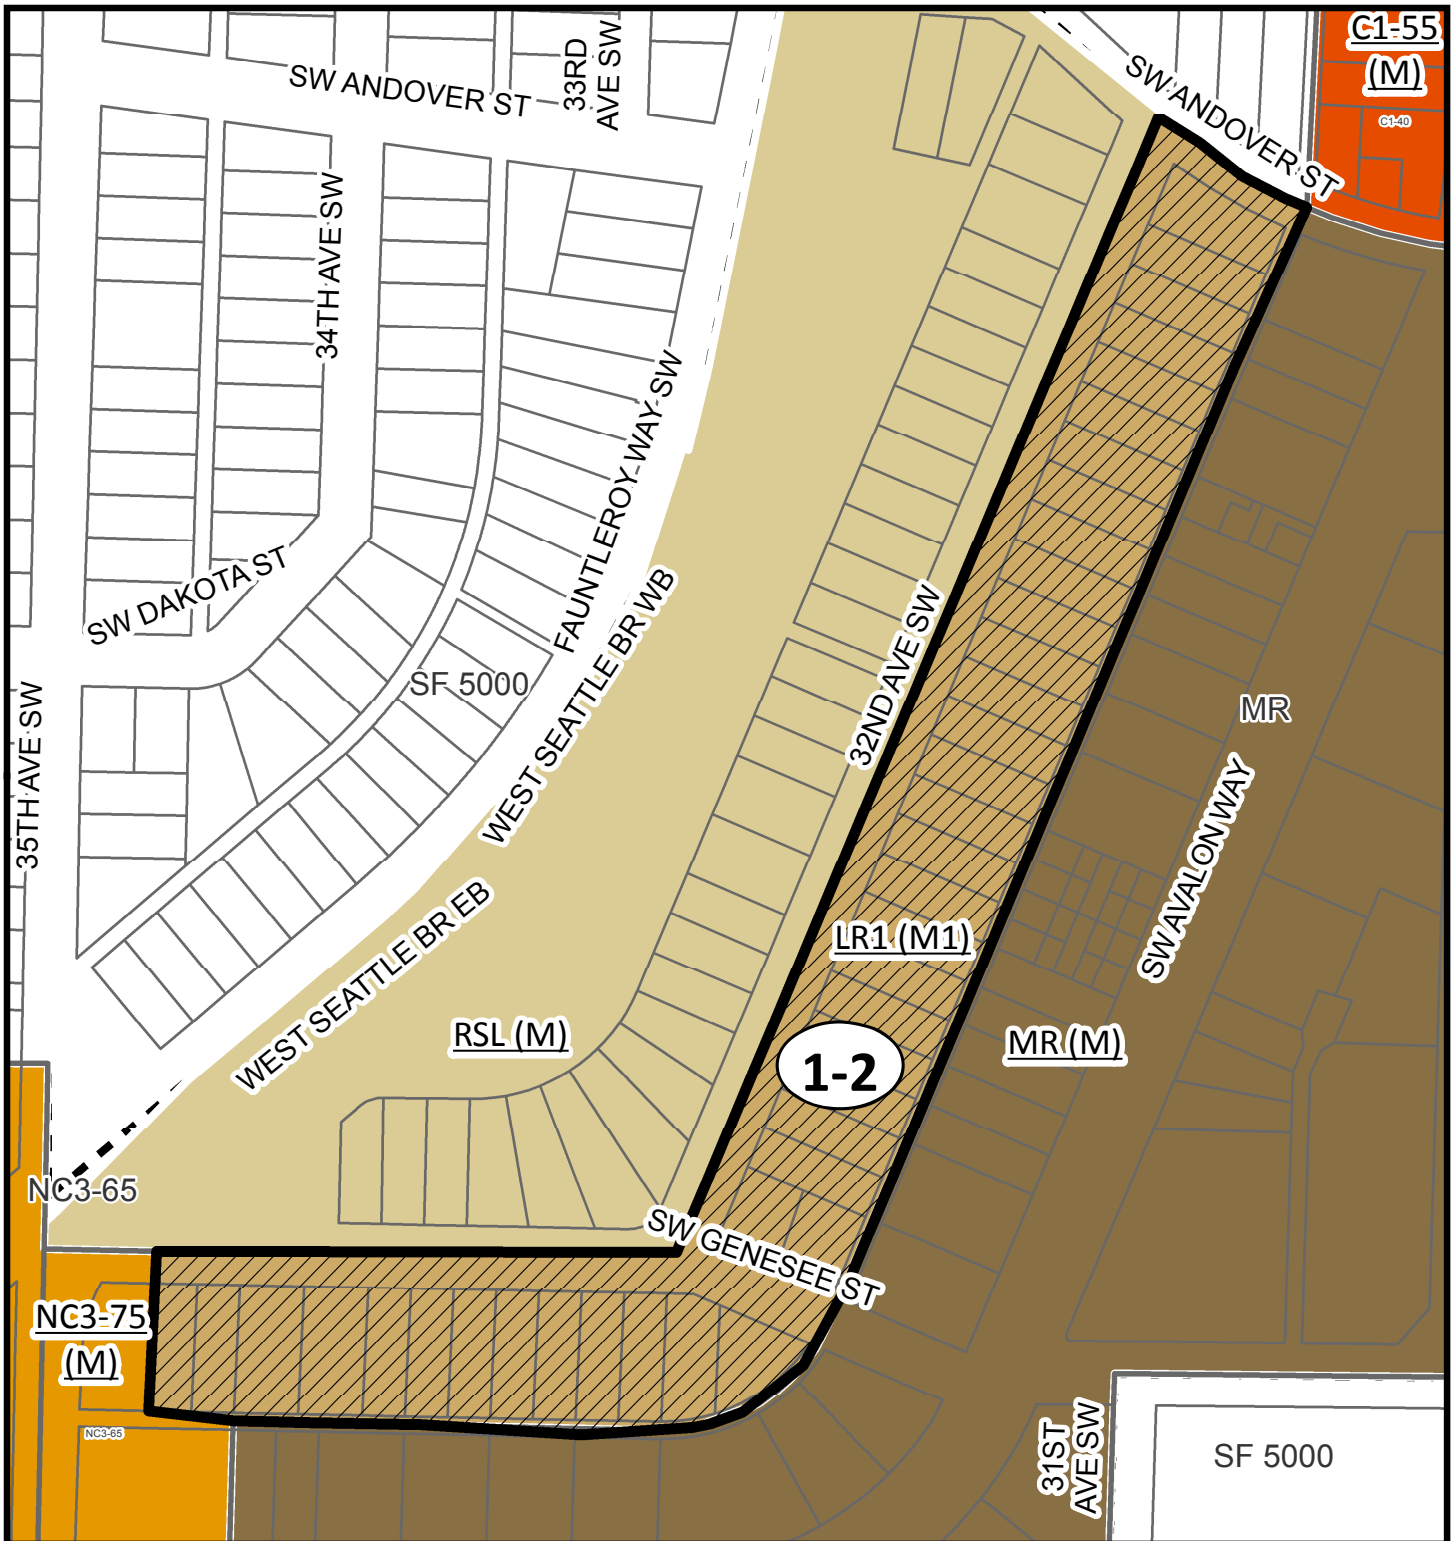 C1-55
(M)
C1-40
SW ANDOVER ST
33RD
AVE SW
SW ANDOVER ST
34TH AVE SW
FAUNTLEROY WAY SW
SW DAKOTA ST
WEST SEATTLE BR WB
32ND AVE SW
SF 5000
35TH AVE SW
MR
SW AVALON WAY
WEST SEATTLE BR EB
LR1 (M1)
RSL (M)
MR (M)
1-2
NC3-65
SW GENESEE ST
NC3-75
(M)
NC3-65
31ST
AVE SW
SF 5000